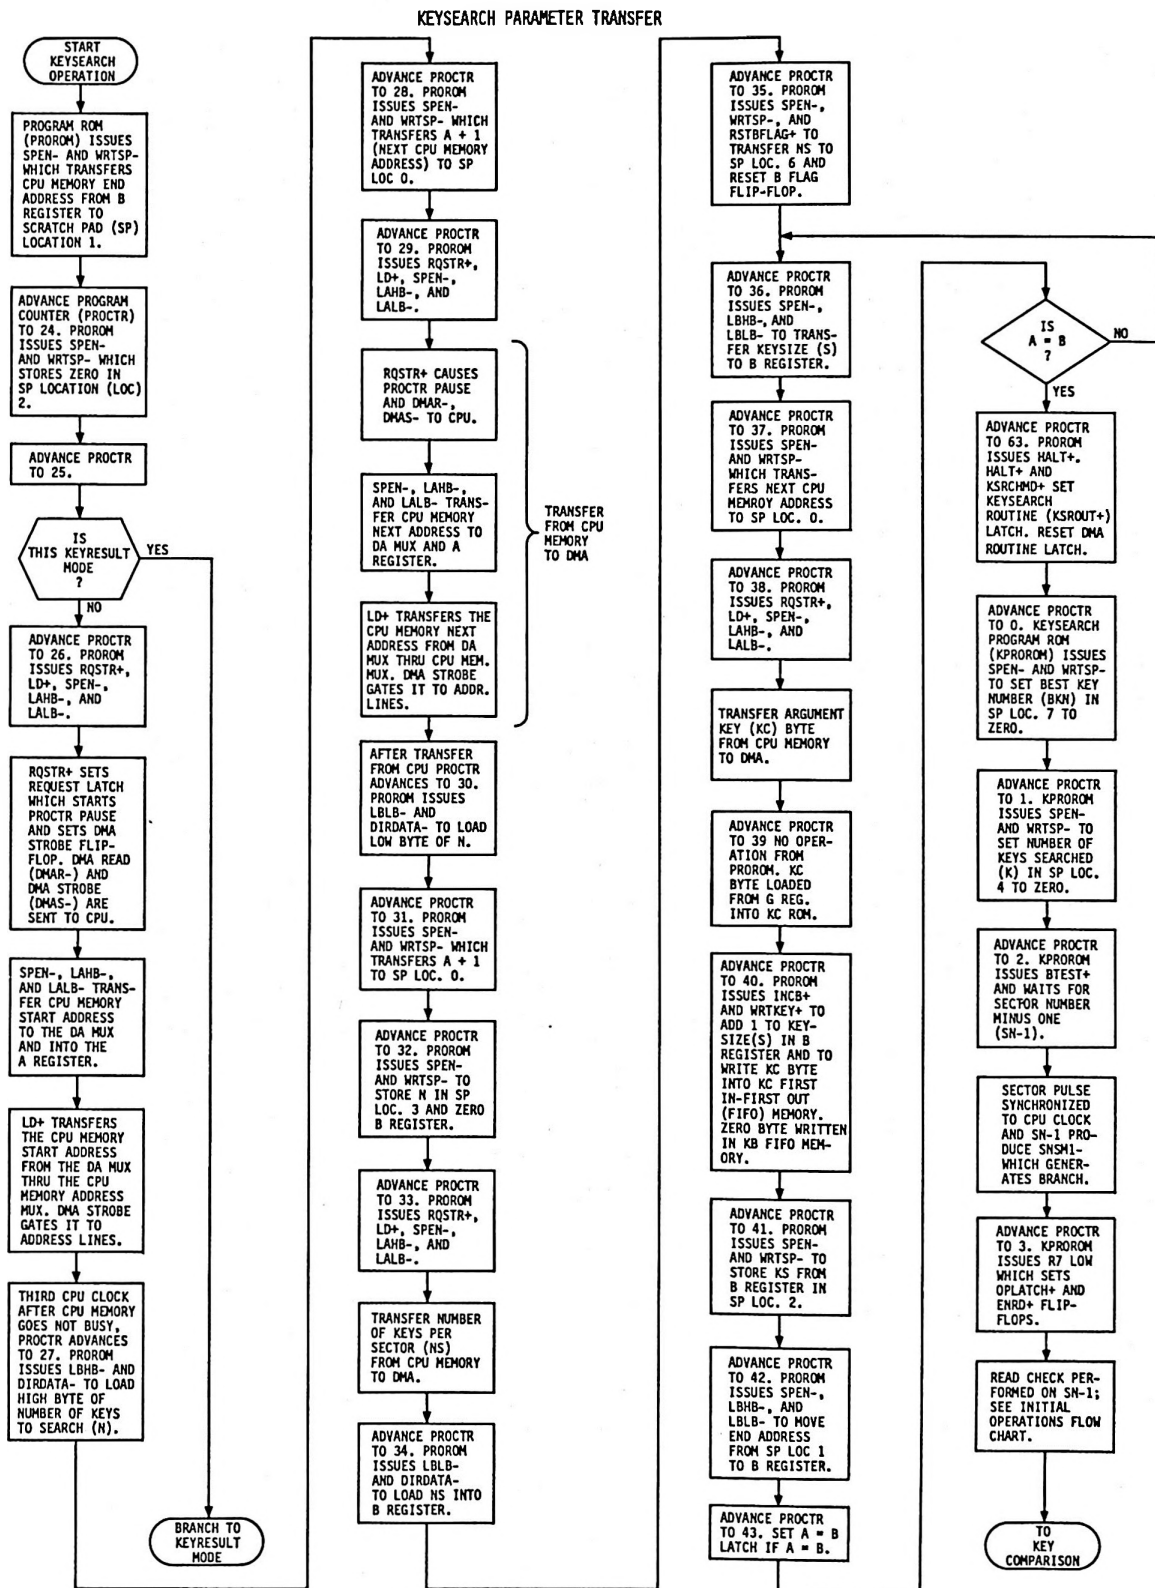 KEYSEARCH PARAMETER TRANSFER
START
KEYSEARCH
OPERATION
PROGRAM ROM
(PROROM) ISSUES
SPEN- AND WRTSP-
WHICH TRANSFERS
CPU MEMORY END
ADDRESS FROM B
REGISTER TO
SCRATCH PAD (SP)
LOCATION 1.
ADVANCE PROGRAM
COUNTER (PROCTR)
TO 24. PROROM
ISSUES SPEN-
AND WRTSP- WHICH
STORES ZERO IN
SP LOCATION (LOC)
2.
ADVANCE PROCTR
TO 25.
IS
THIS KEYRESULT
MODE
?
YES
NO
ADVANCE PROCTR
TO 26. PROROM
ISSUES RQSTR+,
LD+, SPEN-,
LAHB-, AND
LALB-.
RQSTR+ SETS
REQUEST LATCH
WHICH STARTS
PROCTR PAUSE
AND SETS DMA
STROBE FLIP-
FLOP. DMA READ
(DMAR-) AND
DMA STROBE
(DMAS-) ARE
SENT TO CPU.
SPEN-, LAHB-,
AND LALB- TRANS-
FER CPU MEMORY
START ADDRESS
TO THE DA MUX
AND INTO THE
A REGISTER.
LD+ TRANSFERS
THE CPU MEMORY
START ADDRESS
FROM THE DA MUX
THRU THE CPU
MEMORY ADDRESS
MUX. DMA STROBE
GATES IT TO
ADDRESS LINES.
THIRD CPU CLOCK
AFTER CPU MEMORY
GOES NOT BUSY,
PROCTR ADVANCES
TO 27. PROROM
ISSUES LBHB- AND
DIRDATA- TO LOAD
HIGH BYTE OF
NUMBER OF KEYS
TO SEARCH (N).
BRANCH TO
KEYRESULT
MODE
ADVANCE PROCTR
TO 28. PROROM
ISSUES SPEN-
AND WRTSP- WHICH
TRANSFERS A + 1
(NEXT CPU MEMORY
ADDRESS) TO SP
LOC 0.
ADVANCE PROCTR
TO 29. PROROM
ISSUES RQSTR+,
LD+, SPEN-,
LAHB-, AND
LALB-.
RQSTR+ CAUSES
PROCTR PAUSE
AND DMAR-,
DMAS- TO CPU.
SPEN-, LAHB-,
AND LALB- TRANS-
FER CPU MEMORY
NEXT ADDRESS TO
DA MUX AND A
REGISTER.
LD+ TRANSFERS THE
CPU MEMORY NEXT
ADDRESS FROM DA
MUX THRU CPU MEM.
MUX. DMA STROBE
GATES IT TO ADDR.
LINES.
TRANSFER
FROM CPU
MEMORY
TO DMA
AFTER TRANSFER
FROM CPU PROCTR
ADVANCES TO 30.
PROROM ISSUES
LBLB- AND
DIRDATA- TO LOAD
LOW BYTE OF N.
ADVANCE PROCTR
TO 31. PROROM
ISSUES SPEN-
AND WRTSP- WHICH
TRANSFERS A + 1
TO SP LOC. 0.
ADVANCE PROCTR
TO 32. PROROM
ISSUES SPEN-
AND WRTSP- TO
STORE N IN SP
LOC. 3 AND ZERO
B REGISTER.
ADVANCE PROCTR
TO 33. PROROM
ISSUES RQSTR+,
LD+, SPEN-,
LAHB-, AND
LALB-.
TRANSFER NUMBER
OF KEYS PER
SECTOR (NS)
FROM CPU MEMORY
TO DMA.
ADVANCE PROCTR
TO 34. PROROM
ISSUES LBLB-
AND DIRDATA-
TO LOAD NS INTO
B REGISTER.
ADVANCE PROCTR
TO 35. PROROM
ISSUES SPEN-,
WRTSP-, AND
RSTBFLAG+ TO
TRANSFER NS TO
SP LOC. 6 AND
RESET B FLAG
FLIP-FLOP.
ADVANCE PROCTR
TO 36. PROROM
ISSUES SPEN-,
LBHB-, AND
LBLB- TO TRANS-
FER KEYSIZE (S)
TO B REGISTER.
ADVANCE PROCTR
TO 37. PROROM
ISSUES SPEN-
AND WRTSP-
WHICH TRANS-
FERS NEXT CPU
MEMROY ADDRESS
TO SP LOC. 0.
ADVANCE PROCTR
TO 38. PROROM
ISSUES RQSTR+,
LD+, SPEN-,
LAHB-, AND
LALB-.
TRANSFER ARGUMENT
KEY (KC) BYTE
FROM CPU MEMORY
TO DMA.
ADVANCE PROCTR
TO 39 NO OPER-
ATION FROM
PROROM. KC
BYTE LOADED
FROM G REG.
INTO KC ROM.
ADVANCE PROCTR
TO 40. PROROM
ISSUES INCB+
AND WRTKEY+ TO
ADD 1 TO KEY-
SIZE(S) IN B
REGISTER AND TO
WRITE KC BYTE
INTO KC FIRST
IN-FIRST OUT
(FIFO) MEMORY.
ZERO BYTE WRITTEN
IN KB FIFO MEM-
ORY.
ADVANCE PROCTR
TO 41. PROROM
ISSUES SPEN-
AND WRTSP- TO
STORE KS FROM
B REGISTER IN
SP LOC. 2.
ADVANCE PROCTR
TO 42. PROROM
ISSUES SPEN-,
LBHB-, AND
LBLB- TO MOVE
END ADDRESS
FROM SP LOC 1
TO B REGISTER.
ADVANCE PROCTR
TO 43. SET A = B
LATCH IF A = B.
IS
A = B
?
NO
YES
ADVANCE PROCTR
TO 63. PROROM
ISSUES HALT+.
HALT+ AND
KSRCHMD+ SET
KEYSEARCH
ROUTINE (KSROUT+)
LATCH. RESET DMA
ROUTINE LATCH.
ADVANCE PROCTR
TO 0. KEYSEARCH
PROGRAM ROM
(KPROROM) ISSUES
SPEN- AND WRTSP-
TO SET BEST KEY
NUMBER (BKN) IN
SP LOC. 7 TO
ZERO.
ADVANCE PROCTR
TO 1. KPROROM
ISSUES SPEN-
AND WRTSP- TO
SET NUMBER OF
KEYS SEARCHED
(K) IN SP LOC.
4 TO ZERO.
ADVANCE PROCTR
TO 2. KPROROM
ISSUES BTEST+
AND WAITS FOR
SECTOR NUMBER
MINUS ONE
(SN-1).
SECTOR PULSE
SYNCHRONIZED
TO CPU CLOCK
AND SN-1 PRO-
DUCE SNSM1-
WHICH GENER-
ATES BRANCH.
ADVANCE PROCTR
TO 3. KPROROM
ISSUES R7 LOW
WHICH SETS
OPLATCH+ AND
ENRD+ FLIP-
FLOPS.
READ CHECK PER-
FORMED ON SN-1;
SEE INITIAL
OPERATIONS FLOW
CHART.
TO
KEY
COMPARISON